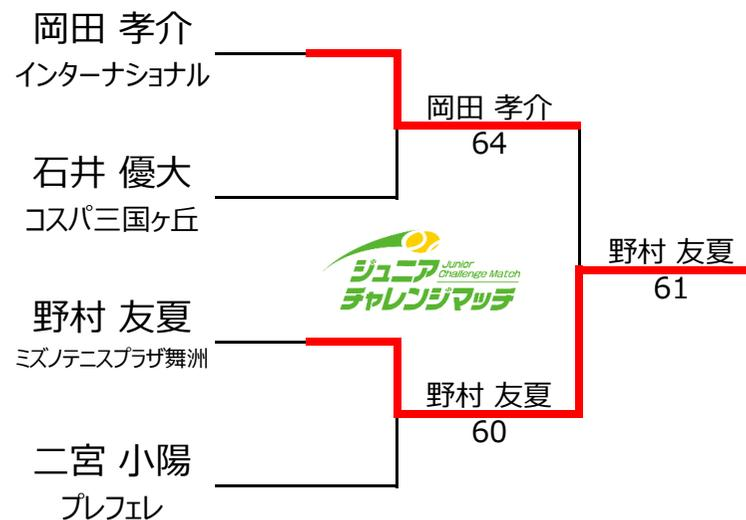 岡田 孝介
インターナショナル
石井 優大
コスパ三国ヶ丘
野村 友夏
ミズノテニスプラザ舞洲
二宮 小陽
プレフェレ
岡田 孝介
64
ジュニア
Junior
Challenge Match
チャレンジマッチ
野村 友夏
60
野村 友夏
61